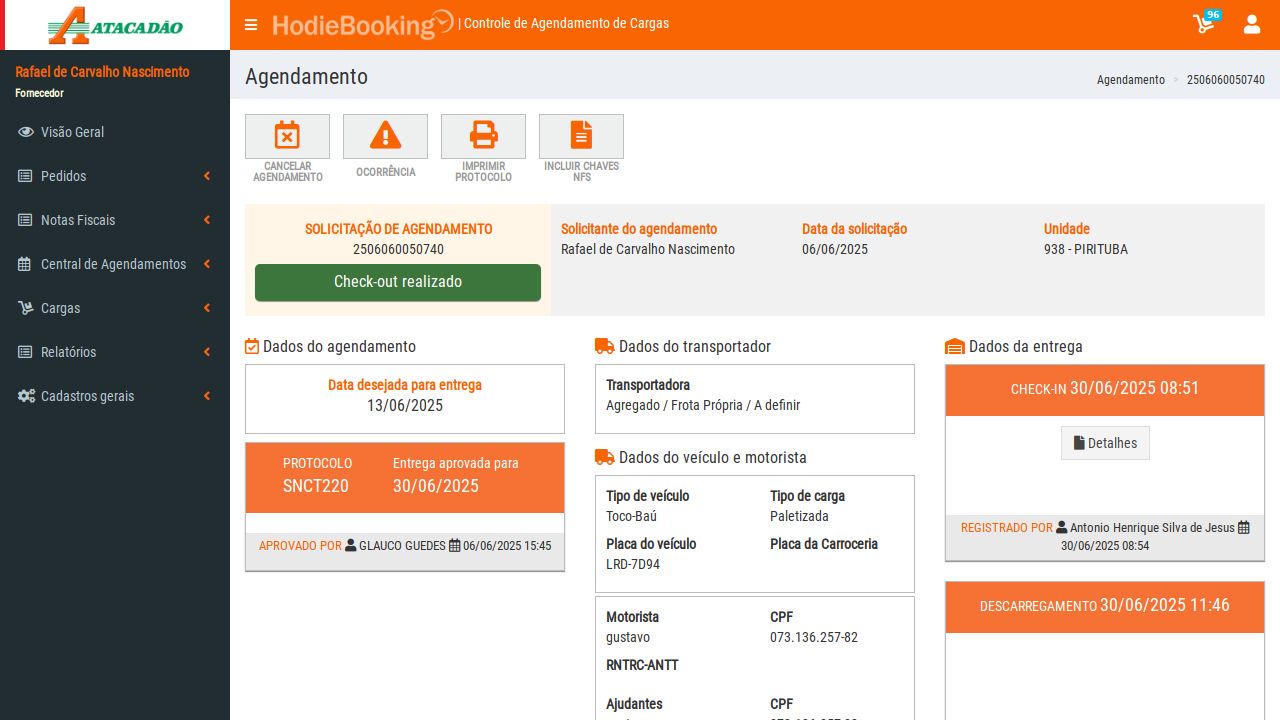 ATACADÃO
HodieBooking | Controle de Agendamento de Cargas
96
Rafael de Carvalho Nascimento
Fornecedor
Visão Geral
Pedidos
Notas Fiscais
Central de Agendamentos
Cargas
Relatórios
Cadastros gerais
Agendamento
Agendamento > 2506060050740
CANCELAR
AGENDAMENTO
OCORRÊNCIA
IMPRIMIR
PROTOCOLO
INCLUIR CHAVES
NFS
SOLICITAÇÃO DE AGENDAMENTO
2506060050740
Check-out realizado
Solicitante do agendamento
Rafael de Carvalho Nascimento
Data da solicitação
06/06/2025
Unidade
938 - PIRITUBA
Dados do agendamento
Data desejada para entrega
13/06/2025
PROTOCOLO
SNCT220
Entrega aprovada para
30/06/2025
APROVADO POR GLAUCO GUEDES 06/06/2025 15:45
Dados do transportador
Transportadora
Agregado / Frota Própria / A definir
Dados do veículo e motorista
Tipo de veículo
Toco-Baú
Tipo de carga
Paletizada
Placa do veículo
LRD-7D94
Placa da Carroceria
Motorista
gustavo
CPF
073.136.257-82
RNTRC-ANTT
Ajudantes
CPF
Dados da entrega
CHECK-IN 30/06/2025 08:51
Detalhes
REGISTRADO POR Antonio Henrique Silva de Jesus
30/06/2025 08:54
DESCARREGAMENTO 30/06/2025 11:46